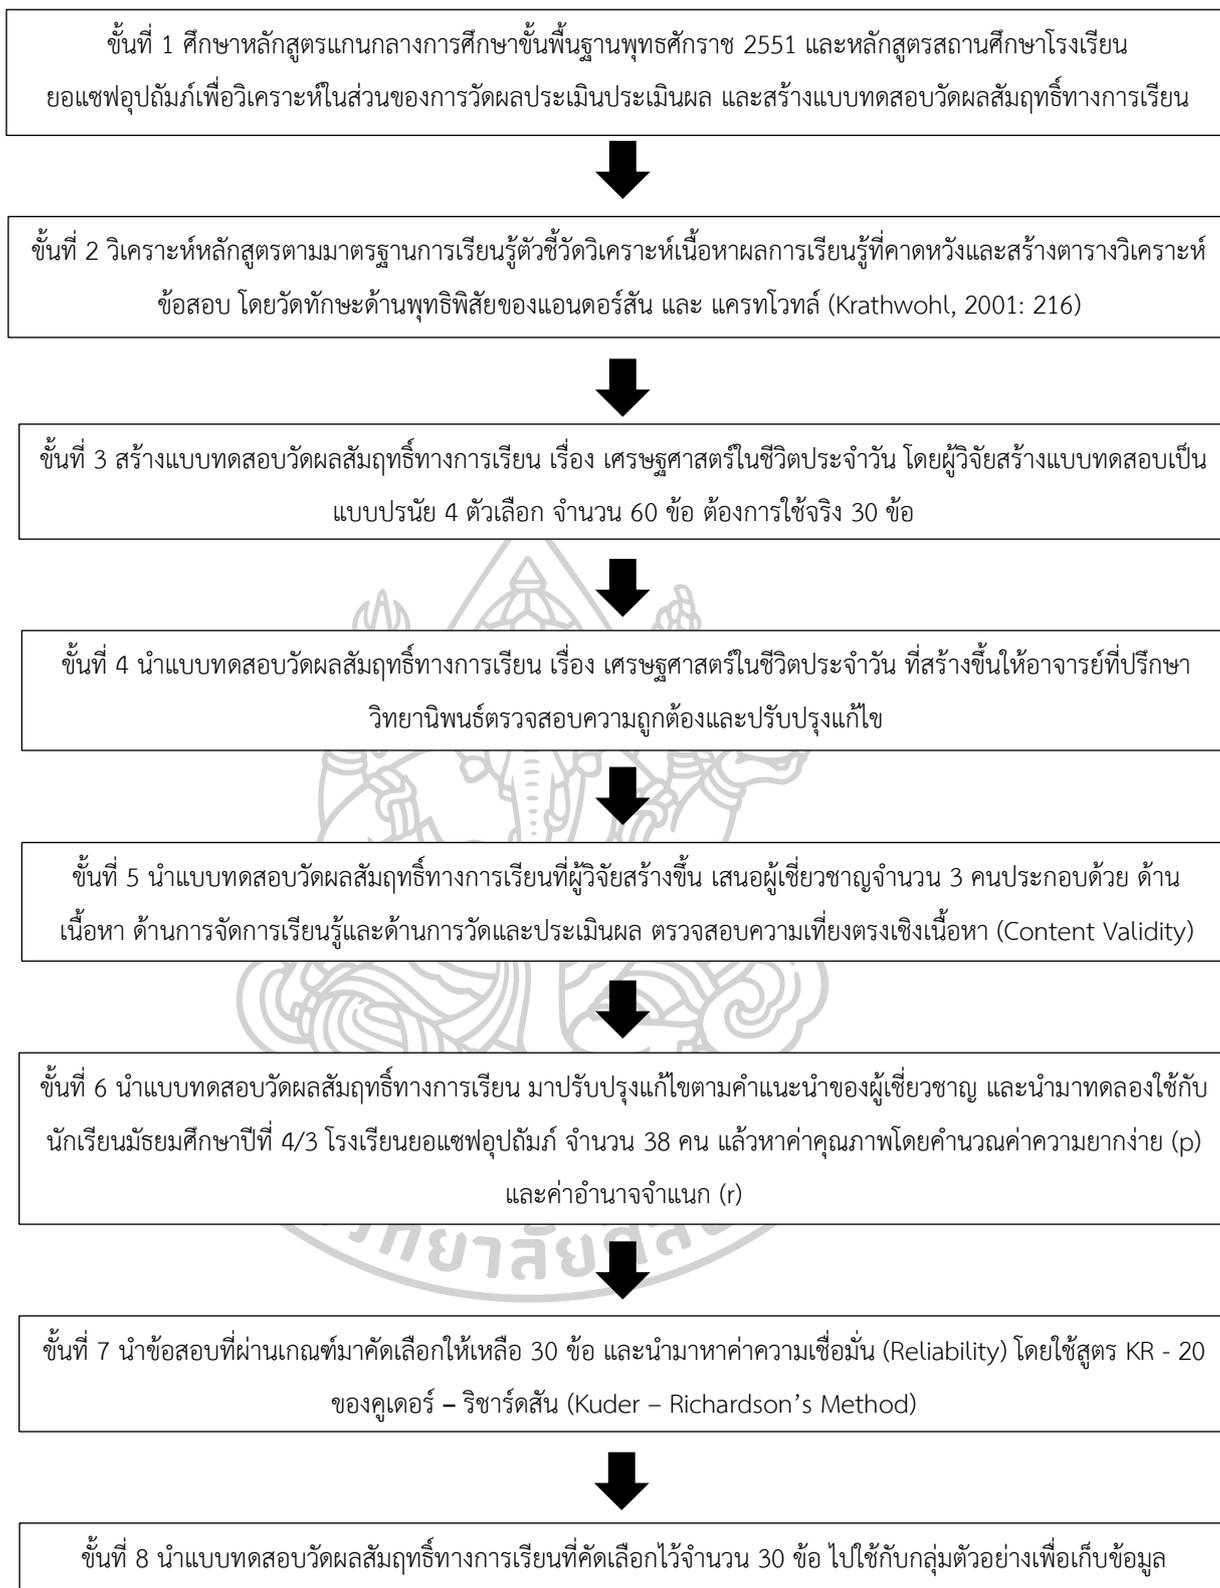 ขั้นที่ 1 ศึกษาหลักสูตรแกนกลางการศึกษาขั้นพื้นฐานพุทธศักราช 2551 และหลักสูตรสถานศึกษาโรงเรียน
ยอแซฟอุปถัมภ์เพื่อวิเคราะห์ในส่วนของการวัดผลประเมินประเมินผล และสร้างแบบทดสอบวัดผลสัมฤทธิ์ทางการเรียน
ขั้นที่ 2 วิเคราะห์หลักสูตรตามมาตรฐานการเรียนรู้ตัวชี้วัดวิเคราะห์เนื้อหาผลการเรียนรู้ที่คาดหวังและสร้างตารางวิเคราะห์
ข้อสอบ โดยวัดทักษะด้านพุทธิพิสัยของแอนดอร์สัน และ แครทโวทล์ (Krathwohl, 2001: 216)
ขั้นที่ 3 สร้างแบบทดสอบวัดผลสัมฤทธิ์ทางการเรียน เรื่อง เศรษฐศาสตร์ในชีวิตประจำวัน โดยผู้วิจัยสร้างแบบทดสอบเป็น
แบบปรนัย 4 ตัวเลือก จำนวน 60 ข้อ ต้องการใช้จริง 30 ข้อ
ขั้นที่ 4 นำแบบทดสอบวัดผลสัมฤทธิ์ทางการเรียน เรื่อง เศรษฐศาสตร์ในชีวิตประจำวัน ที่สร้างขึ้นให้อาจารย์ที่ปรึกษา
วิทยานิพนธ์ตรวจสอบความถูกต้องและปรับปรุงแก้ไข
ขั้นที่ 5 นำแบบทดสอบวัดผลสัมฤทธิ์ทางการเรียนที่ผู้วิจัยสร้างขึ้น เสนอผู้เชี่ยวชาญจำนวน 3 คนประกอบด้วย ด้าน
เนื้อหา ด้านการจัดการเรียนรู้และด้านการวัดและประเมินผล ตรวจสอบความเที่ยงตรงเชิงเนื้อหา (Content Validity)
ขั้นที่ 6 นำแบบทดสอบวัดผลสัมฤทธิ์ทางการเรียน มาปรับปรุงแก้ไขตามคำแนะนำของผู้เชี่ยวชาญ และนำมาทดลองใช้กับ
นักเรียนมัธยมศึกษาปีที่ 4/3 โรงเรียนยอแซฟอุปถัมภ์ จำนวน 38 คน แล้วหาค่าคุณภาพโดยคำนวณค่าความยากง่าย (p)
และค่าอำนาจจำแนก (r)
ขั้นที่ 7 นำข้อสอบที่ผ่านเกณฑ์มาคัดเลือกให้เหลือ 30 ข้อ และนำมาหาค่าความเชื่อมั่น (Reliability) โดยใช้สูตร KR - 20
ของคูเดอร์ – ริชาร์ดสัน (Kuder – Richardson’s Method)
ขั้นที่ 8 นำแบบทดสอบวัดผลสัมฤทธิ์ทางการเรียนที่คัดเลือกไว้จำนวน 30 ข้อ ไปใช้กับกลุ่มตัวอย่างเพื่อเก็บข้อมูล